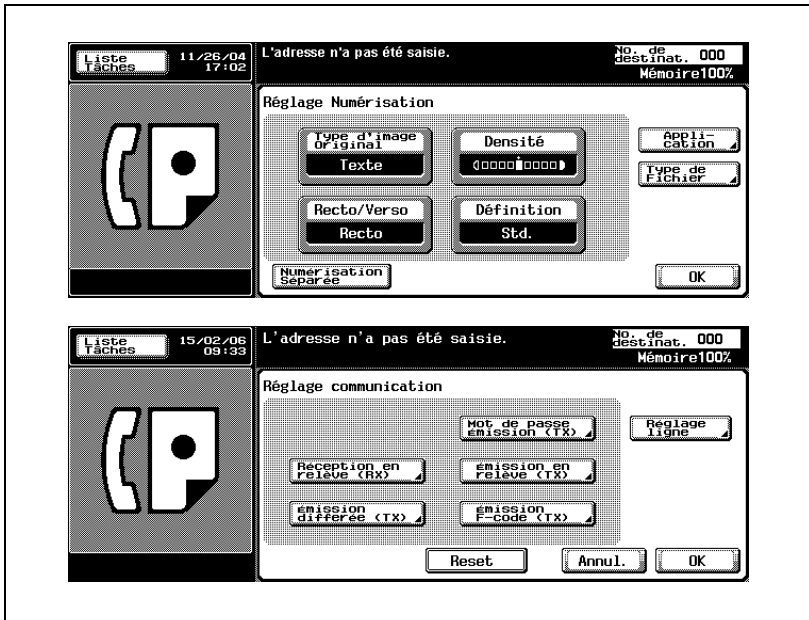 Liste
Tâches
11/26/04
17:02
L'adresse n'a pas été saisie.
No. de
destinat. 000
Mémoire100%
Réglage Numérisation
Type d'image
Original
Texte
Densité
Appli-
cation
Type de
Fichier
Recto/Verso
Recto
Définition
Std.
Numérisation
Séparée
OK
Liste
Tâches
15/02/06
09:33
L'adresse n'a pas été saisie.
No. de
destinat. 000
Mémoire100%
Réglage communication
Mot de passe
émission (TX)
Réglage
ligne
Réception en
relève (RX)
émission en
relève (TX)
émission
différée (TX)
émission
F-code (TX)
Reset
Annul.
OK